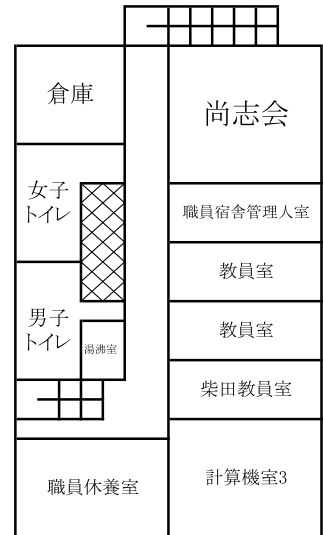 倉庫
尚志会
女子
トイレ
職員宿舎管理人室
教員室
男子
トイレ
教員室
湯沸室
柴田教員室
職員休養室
計算機室3